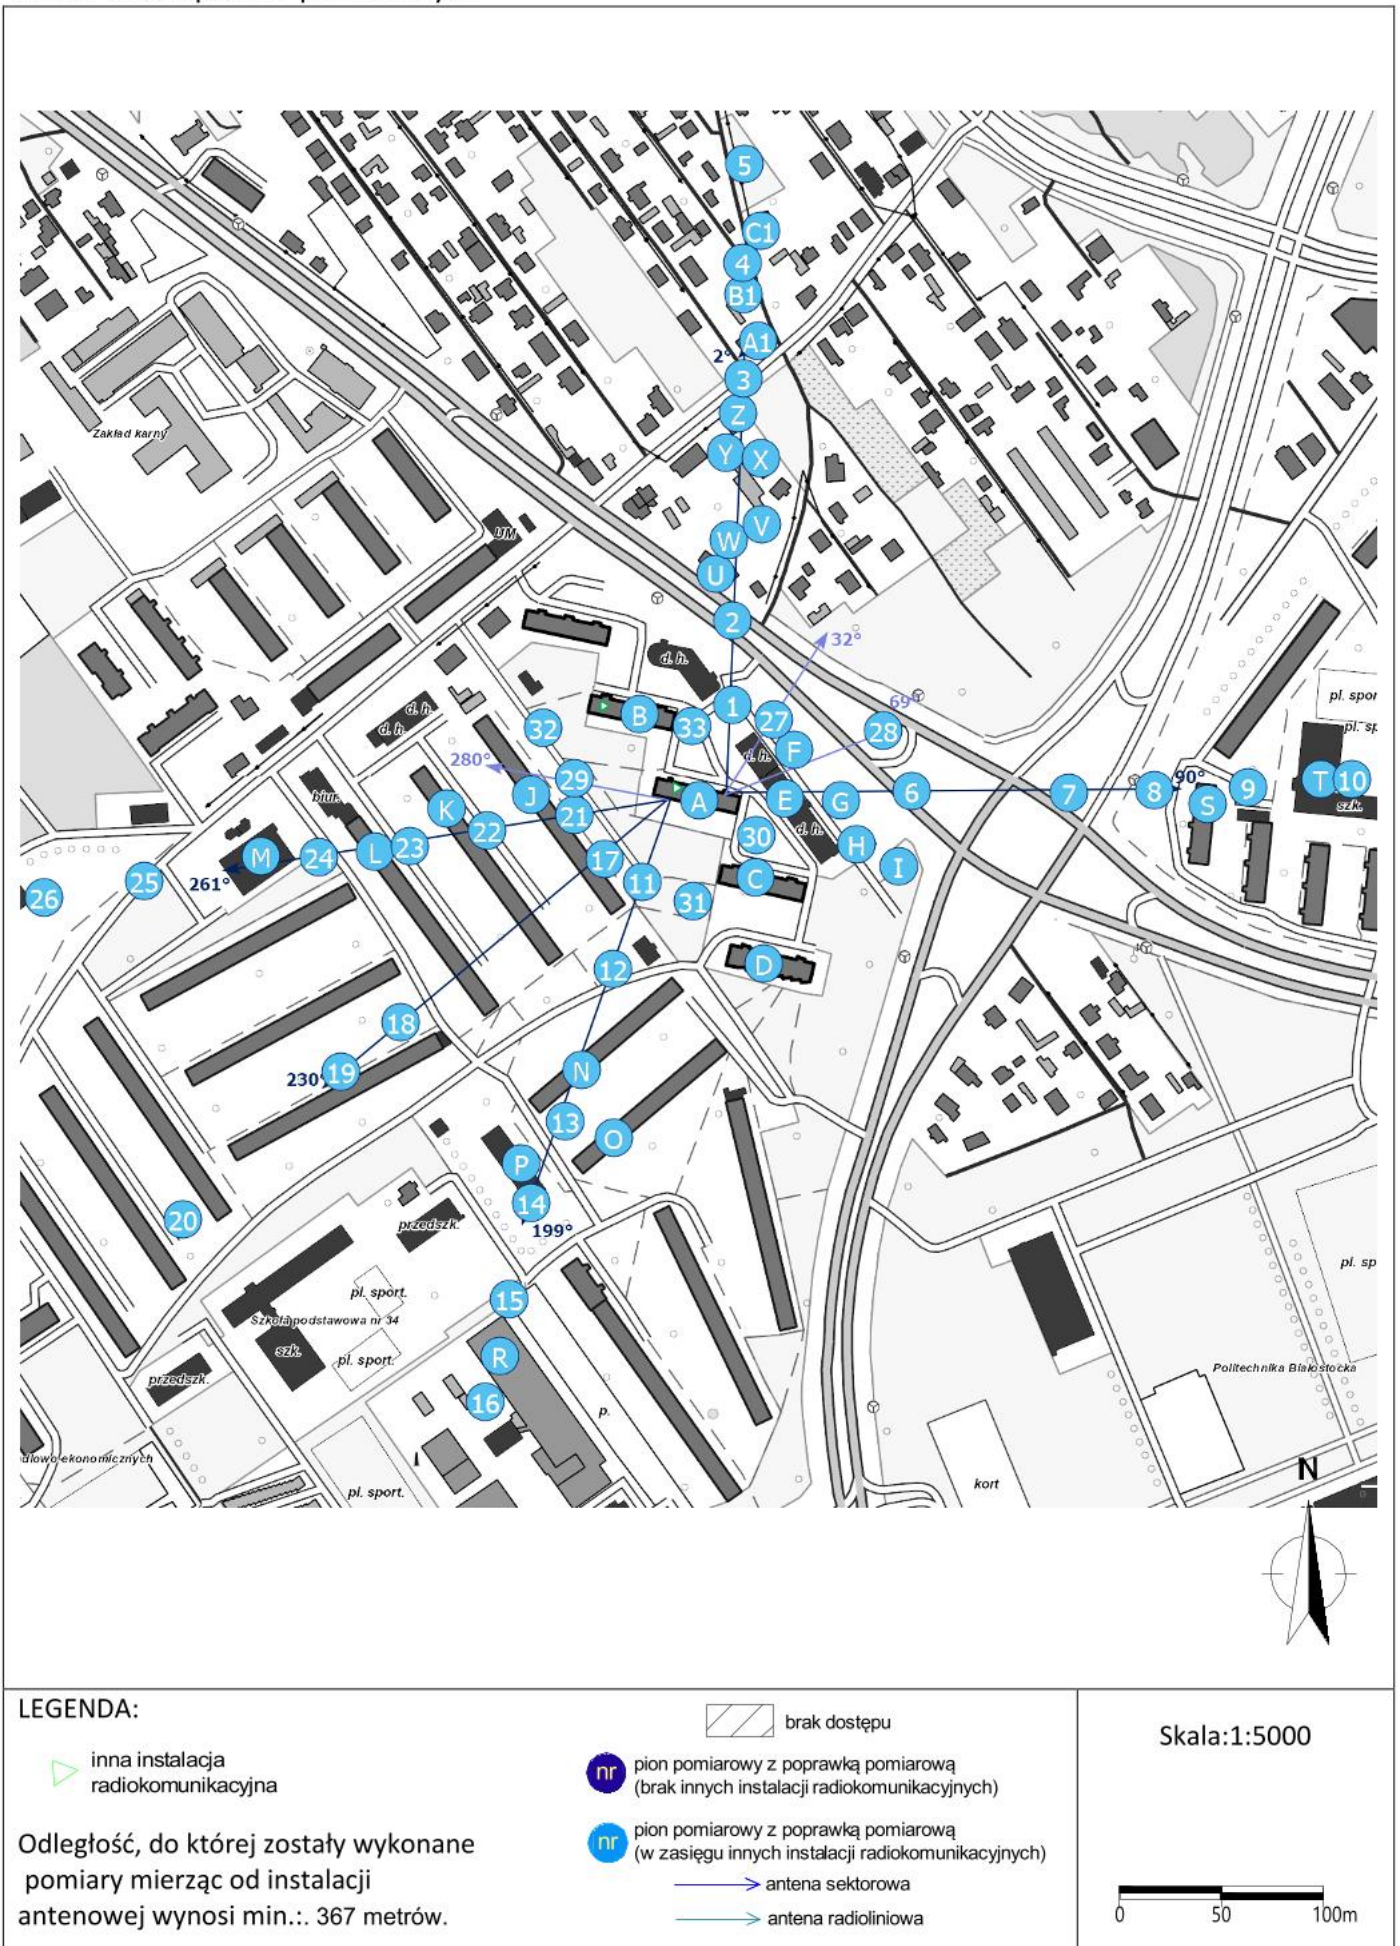 5
C1
4
B1
A1
2°
3
Z
Y
X
Zakład karny
UM
V
W
U
2
32°
d. h.
69°
pl. spor
1
B
33
27
28
32
F
pl. sp
d. h.
d. h.
d. h.
280°
29
90°
T
10
J
A
E
G
6
7
8
9
S
szk.
biur.
K
21
22
30
d. h.
H
L
23
24
M
17
I
25
261°
11
C
26
31
12
D
18
19
230°
N
13
O
P
14
20
przedszk.
199°
pl. sp
pl. sport.
15
Szkoła podstawowa nr 34
szk.
pl. sport.
R
przedszk.
Politechnika Białostocka
16
p.
dlowo-ekonomicznych
pl. sport.
kort
N
LEGENDA:
inna instalacja
radiokomunikacyjna
Odległość, do której zostały wykonane
pomiary mierząc od instalacji
antenowej wynosi min.:. 367 metrów.
brak dostępu
nr
pion pomiarowy z poprawką pomiarową
(brak innych instalacji radiokomunikacyjnych)
nr
pion pomiarowy z poprawką pomiarową
(w zasięgu innych instalacji radiokomunikacyjnych)
antena sektorowa
antena radioliniowa
Skala:1:5000
0 50 100m